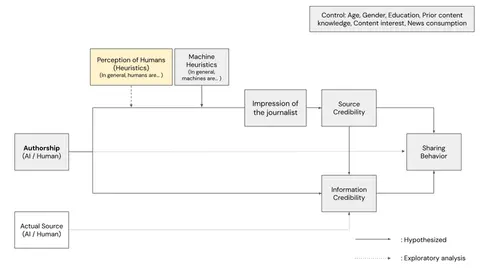 Control: Age, Gender, Education, Prior content
knowledge, Content interest, News consumption
Perception of Humans
(Heuristics)
(In general, humans are... )
Machine
Heuristics
(In general,
machines are...)
Impression of
the journalist
Source
Credibility
Authorship
(AI / Human)
Sharing
Behavior
Information
Credibility
Actual Source
(AI / Human)
: Hypothesized
: Exploratory analysis